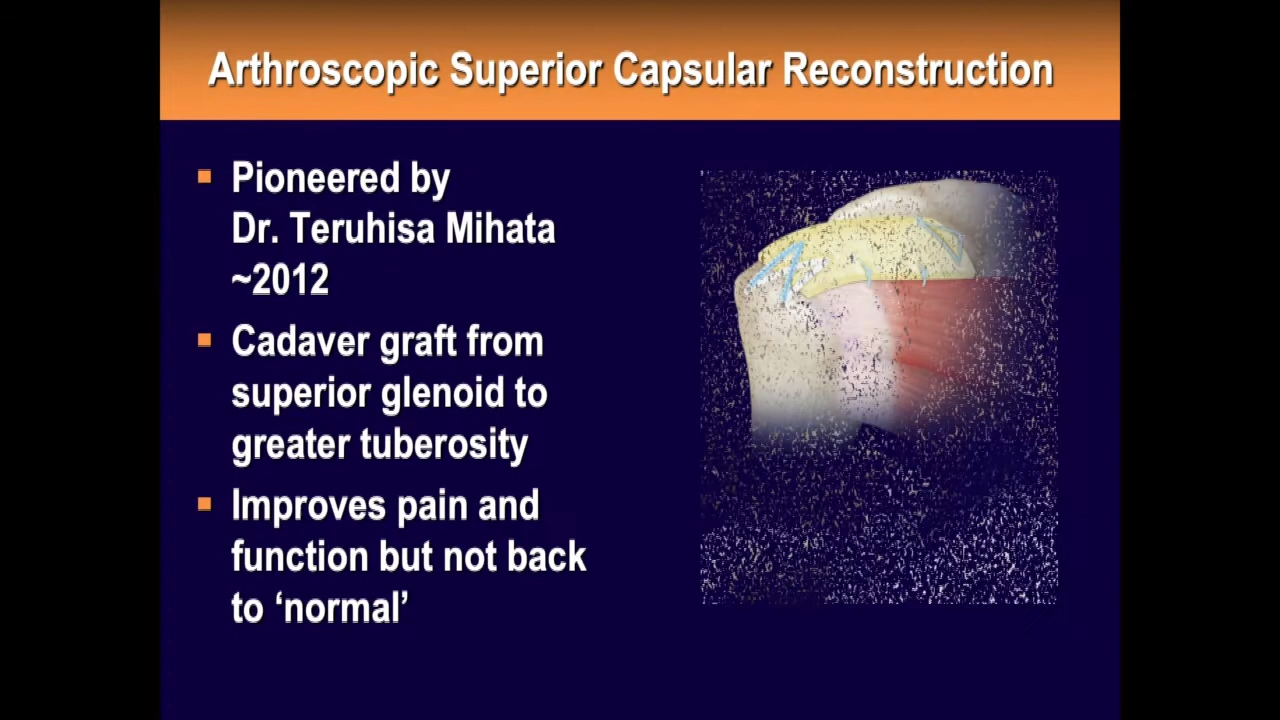 Arthroscopic Superior Capsular Reconstruction
Pioneered by
Dr. Teruhisa Mihata
~2012
Cadaver graft from
superior glenoid to
greater tuberosity
Improves pain and
function but not back
to ‘normal’